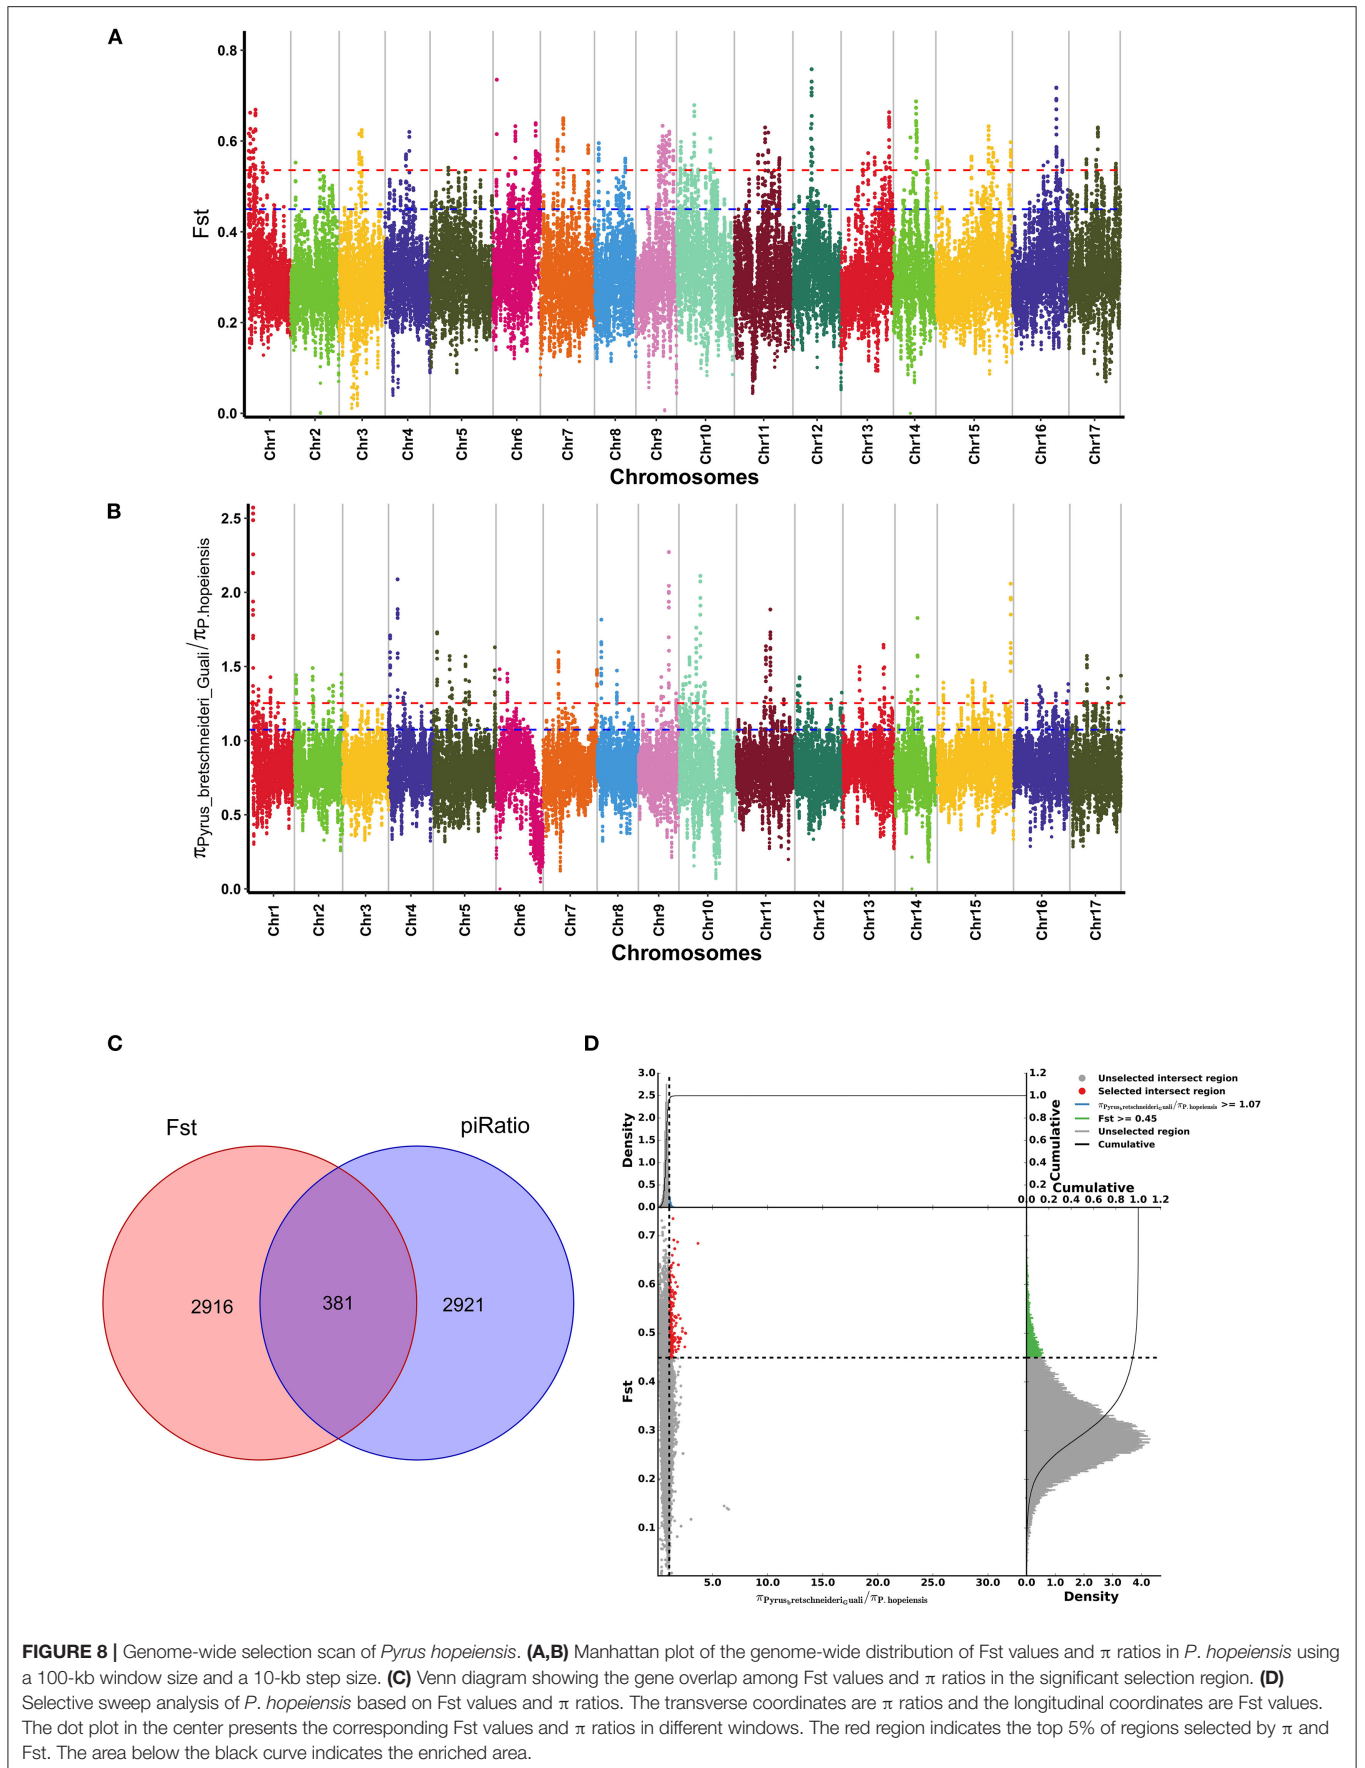 A
0.8
0.6
0.4
0.2
0.0
Fst
Chr1 Chr2 Chr3 Chr4 Chr5 Chr6 Chr7 Chr8 Chr9 Chr10 Chr11 Chr12 Chr13 Chr14 Chr15 Chr16 Chr17
Chromosomes
B
2.5
2.0
1.5
1.0
0.5
0.0
πPyrus_bretschneideri_Guali/πP.hopeiensis
Chr1 Chr2 Chr3 Chr4 Chr5 Chr6 Chr7 Chr8 Chr9 Chr10 Chr11 Chr12 Chr13 Chr14 Chr15 Chr16 Chr17
Chromosomes
C
Fst
piRatio
2916
381
2921
D
3.0
2.5
2.0
1.5
1.0
0.5
0.0
Density
1.2
1.0
0.8
0.6
0.4
0.2
Cumulative
Unselected intersect region
Selected intersect region
πPyrusbretschneideriGuali/πP.hopeiensis >= 1.07
Fst >= 0.45
Unselected region
Cumulative
Cumulative
0.0 0.2 0.4 0.6 0.8 1.0 1.2
0.7
0.6
0.5
0.4
0.3
0.2
0.1
Fst
5.0 10.0 15.0 20.0 25.0 30.0
πPyrusbretschneideriGuali/πP.hopeiensis
0.0 1.0 2.0 3.0 4.0
Density
FIGURE 8 | Genome-wide selection scan of Pyrus hopeiensis. (A,B) Manhattan plot of the genome-wide distribution of Fst values and π ratios in P. hopeiensis using
a 100-kb window size and a 10-kb step size. (C) Venn diagram showing the gene overlap among Fst values and π ratios in the significant selection region. (D)
Selective sweep analysis of P. hopeiensis based on Fst values and π ratios. The transverse coordinates are π ratios and the longitudinal coordinates are Fst values.
The dot plot in the center presents the corresponding Fst values and π ratios in different windows. The red region indicates the top 5% of regions selected by π and
Fst. The area below the black curve indicates the enriched area.